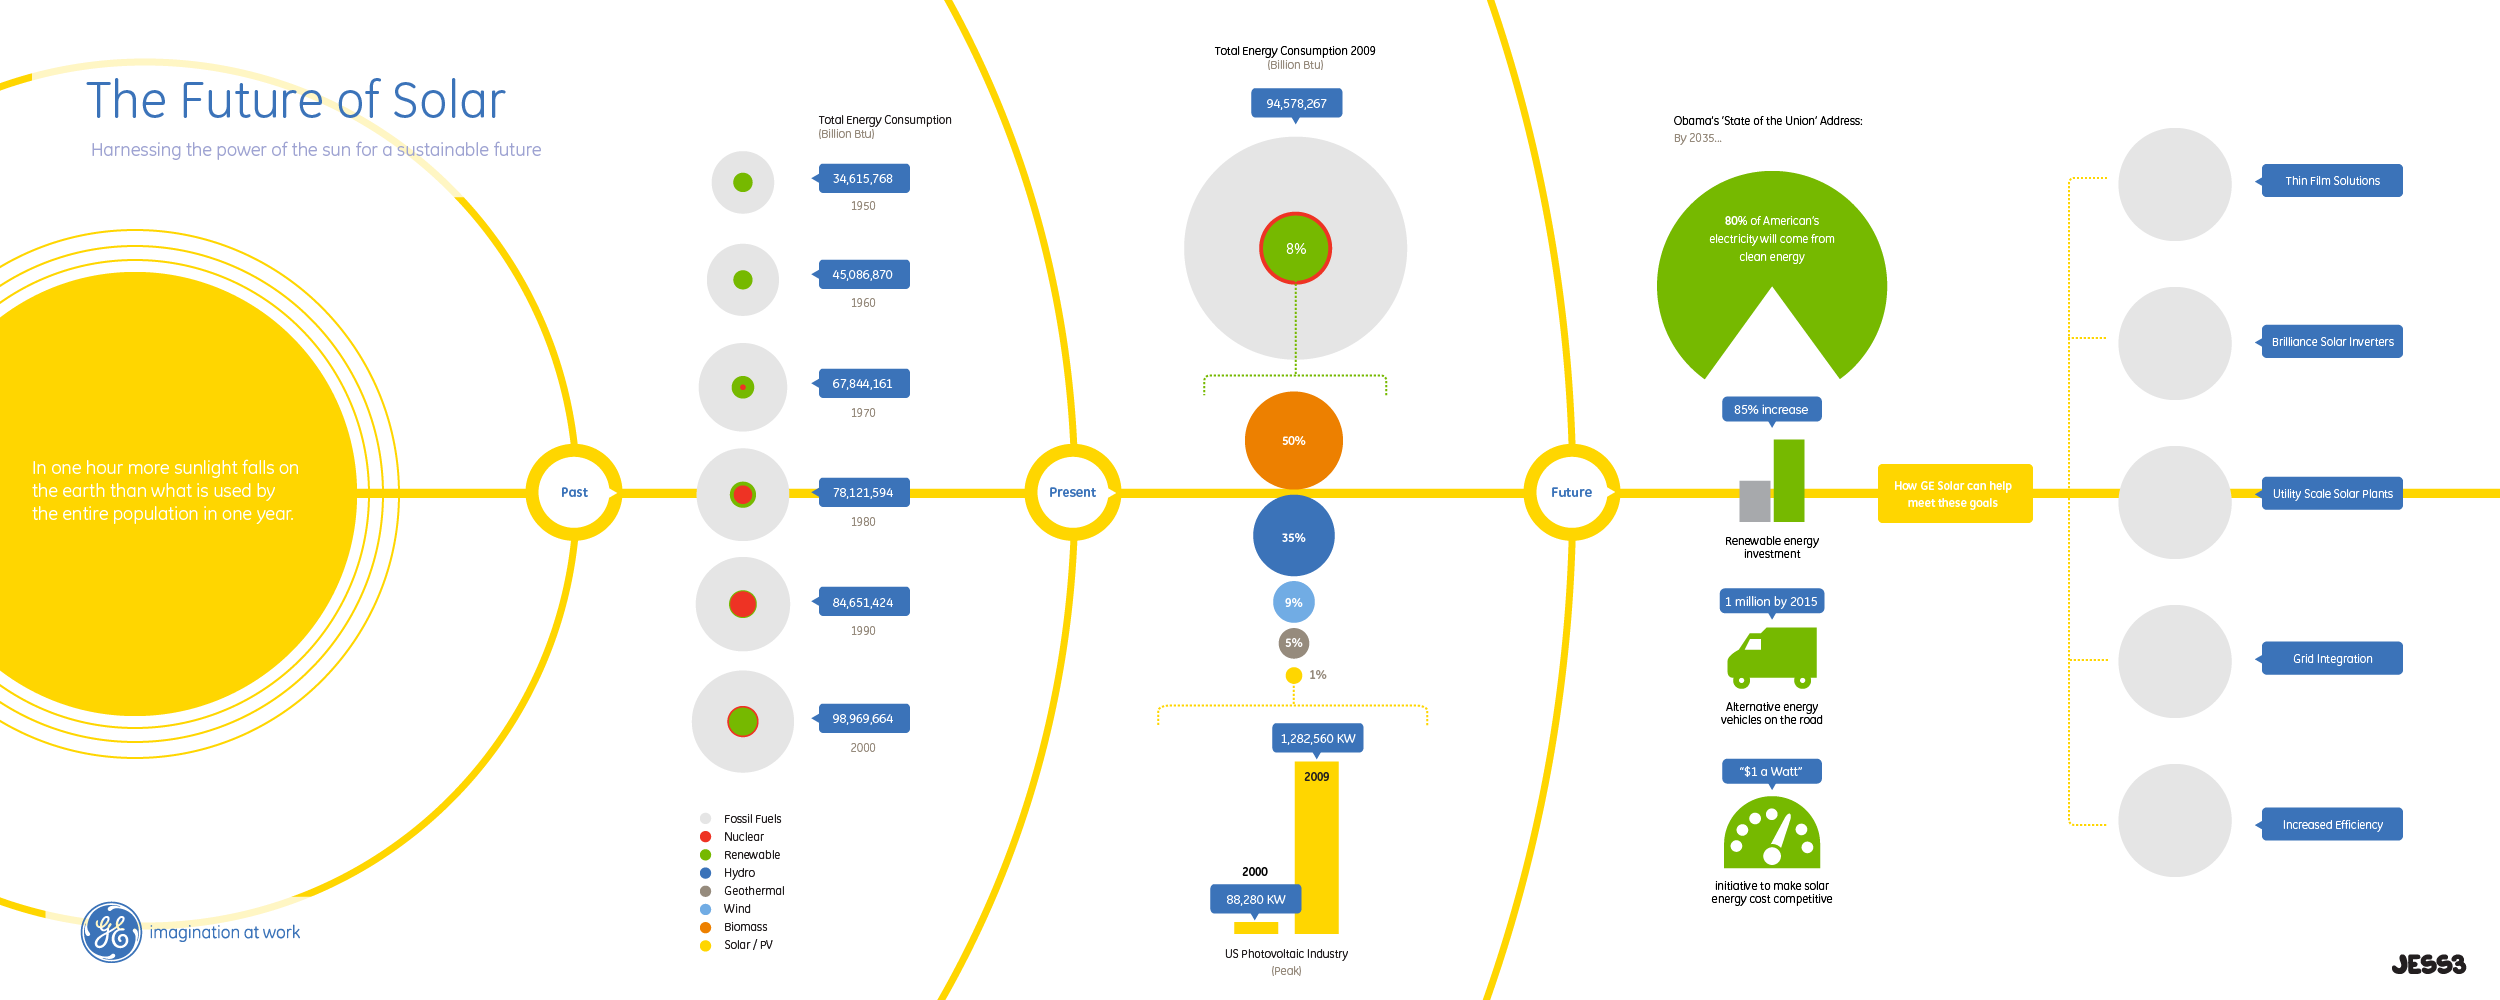 The Future of Solar
Harnessing the power of the sun for a sustainable future
In one hour more sunlight falls on
the earth than what is used by
the entire population in one year.
GE
imagination at work
Past
Total Energy Consumption
(Billion Btu)
34,615,768
1950
45,086,870
1960
67,844,161
1970
78,121,594
1980
84,651,424
1990
98,969,664
2000
Fossil Fuels
Nuclear
Renewable
Hydro
Geothermal
Wind
Biomass
Solar / PV
Present
Total Energy Consumption 2009
(Billion Btu)
94,578,267
8%
50%
35%
9%
5%
1%
1,282,560 KW
2009
2000
88,280 KW
US Photovoltaic Industry
(Peak)
Future
Obama's 'State of the Union' Address:
By 2035...
80% of American's
electricity will come from
clean energy
85% increase
Renewable energy
investment
1 million by 2015
Alternative energy
vehicles on the road
"$1 a Watt"
initiative to make solar
energy cost competitive
How GE Solar can help
meet these goals
Thin Film Solutions
Brilliance Solar Inverters
Utility Scale Solar Plants
Grid Integration
Increased Efficiency
JESS3